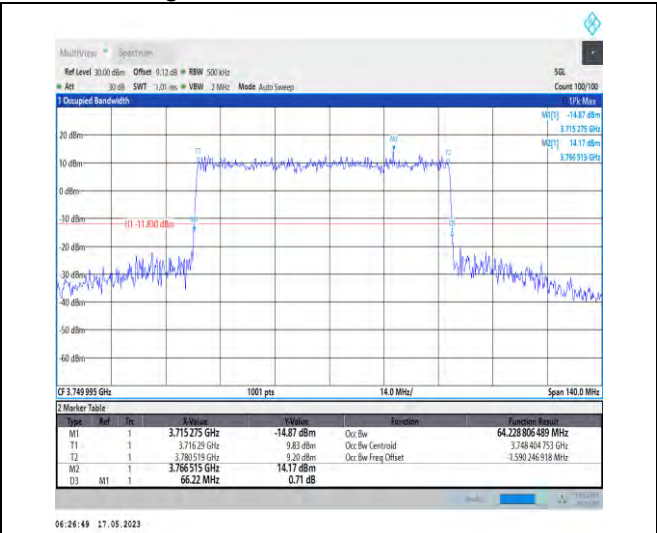 MultiView Spectrum
Ref Level 30.00 dBm Offset 9.12 dB RBW 500 kHz SGL
Att 30 dB SWT 1.01 ms VBW 2 MHz Mode Auto Sweep Count 100/100
1 Occupied Bandwidth 1Pk Max
M1[1] -14.87 dBm
3.715 275 GHz
M2[1] 14.17 dBm
3.766 515 GHz
20 dBm
M2
T1 T2
10 dBm
0 dBm
-10 dBm
H1 -11.830 dBm M1 D3
-20 dBm
-30 dBm
-40 dBm
-50 dBm
-60 dBm
CF 3.749 995 GHz 1001 pts 14.0 MHz/ Span 140.0 MHz
2 Marker Table
Type Ref Trc X-Value Y-Value Function Function Result
M1 1 3.715 275 GHz -14.87 dBm Occ Bw 64.228 806 489 MHz
T1 1 3.716 29 GHz 9.83 dBm Occ Bw Centroid 3.748 404 753 GHz
T2 1 3.780 519 GHz 9.20 dBm Occ Bw Freq Offset -1.590 246 918 MHz
M2 1 3.766 515 GHz 14.17 dBm
D3 M1 1 66.22 MHz 0.71 dB
06:26:49 17.05.2023